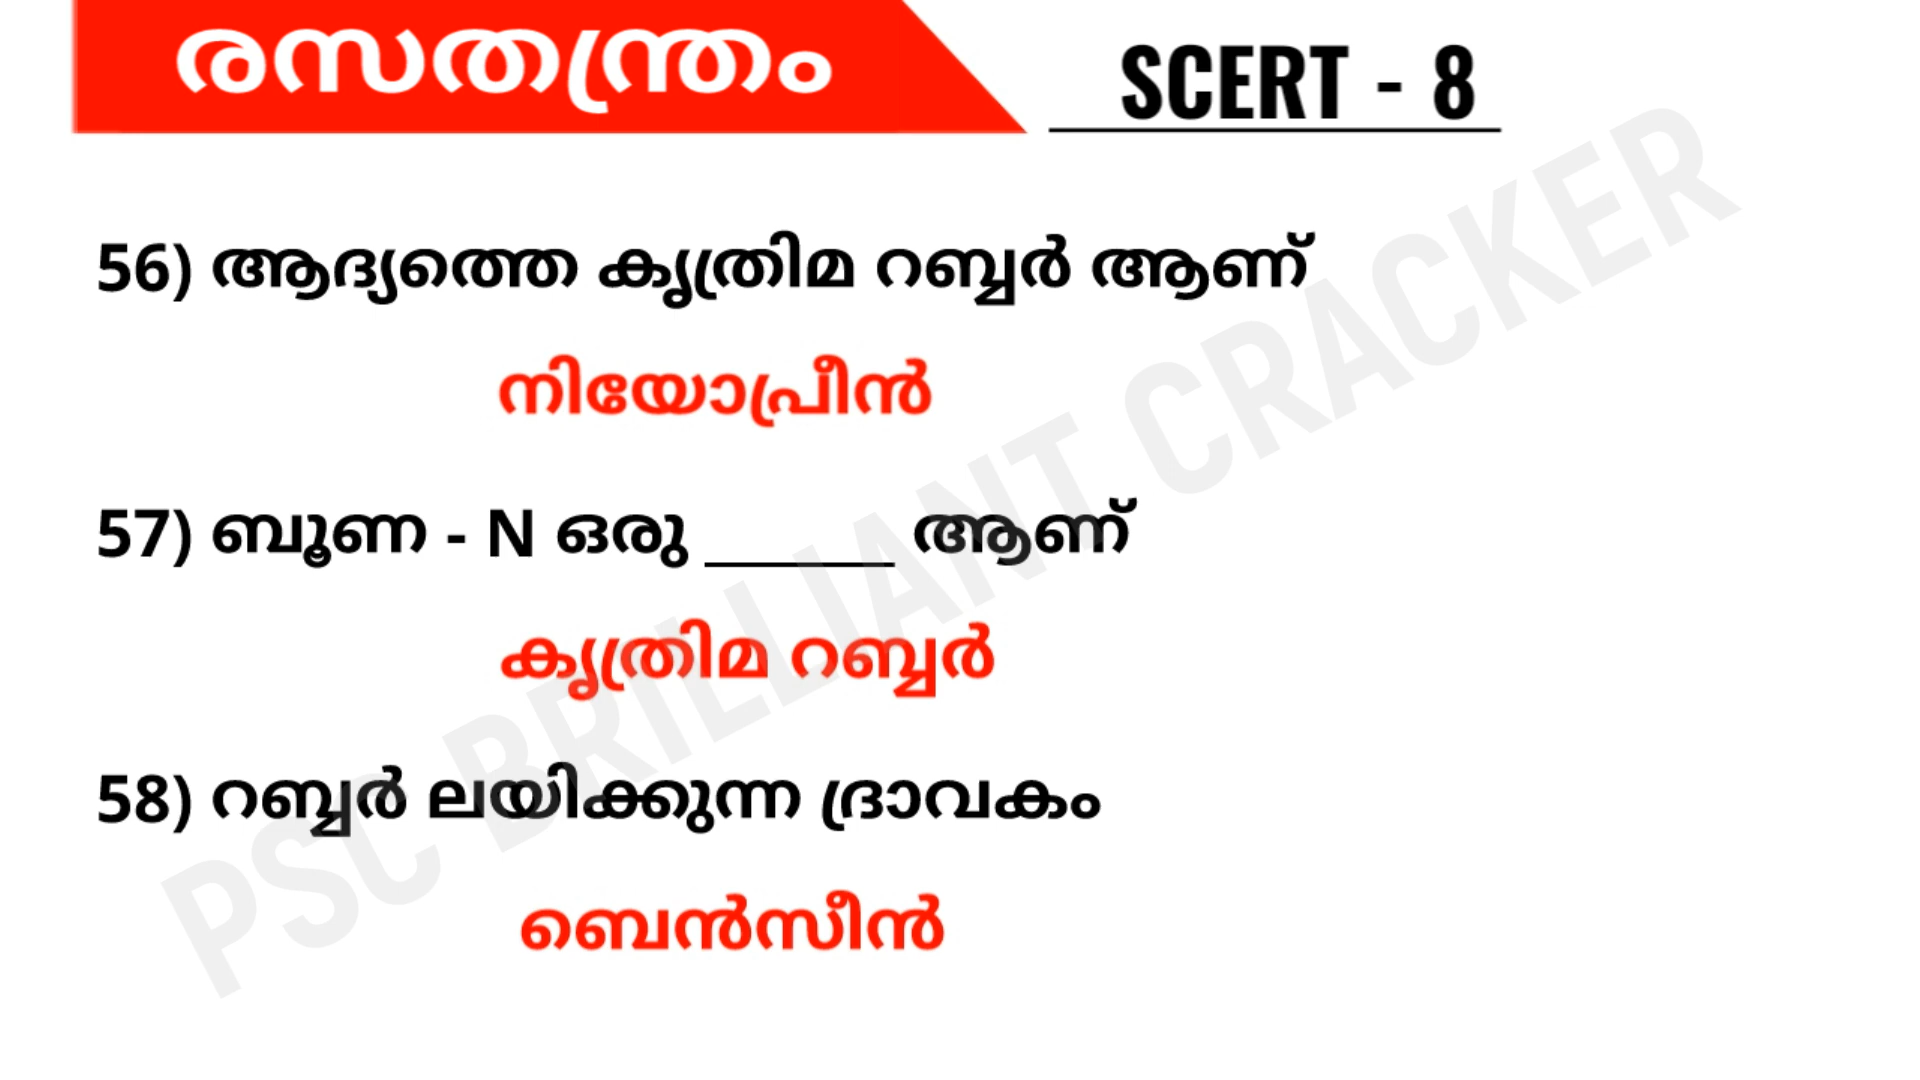 രസതന്ത്രം
SCERT - 8
56) ആദ്യത്തെ കൃത്രിമ റബ്ബർ ആണ്
നിയോപ്രീൻ
57) ബൂണ - N ഒരു ________ ആണ്
കൃത്രിമ റബ്ബർ
58) റബ്ബർ ലയിക്കുന്ന ദ്രാവകം
ബെൻസീൻ
PSC BRILLIANT CRACKER